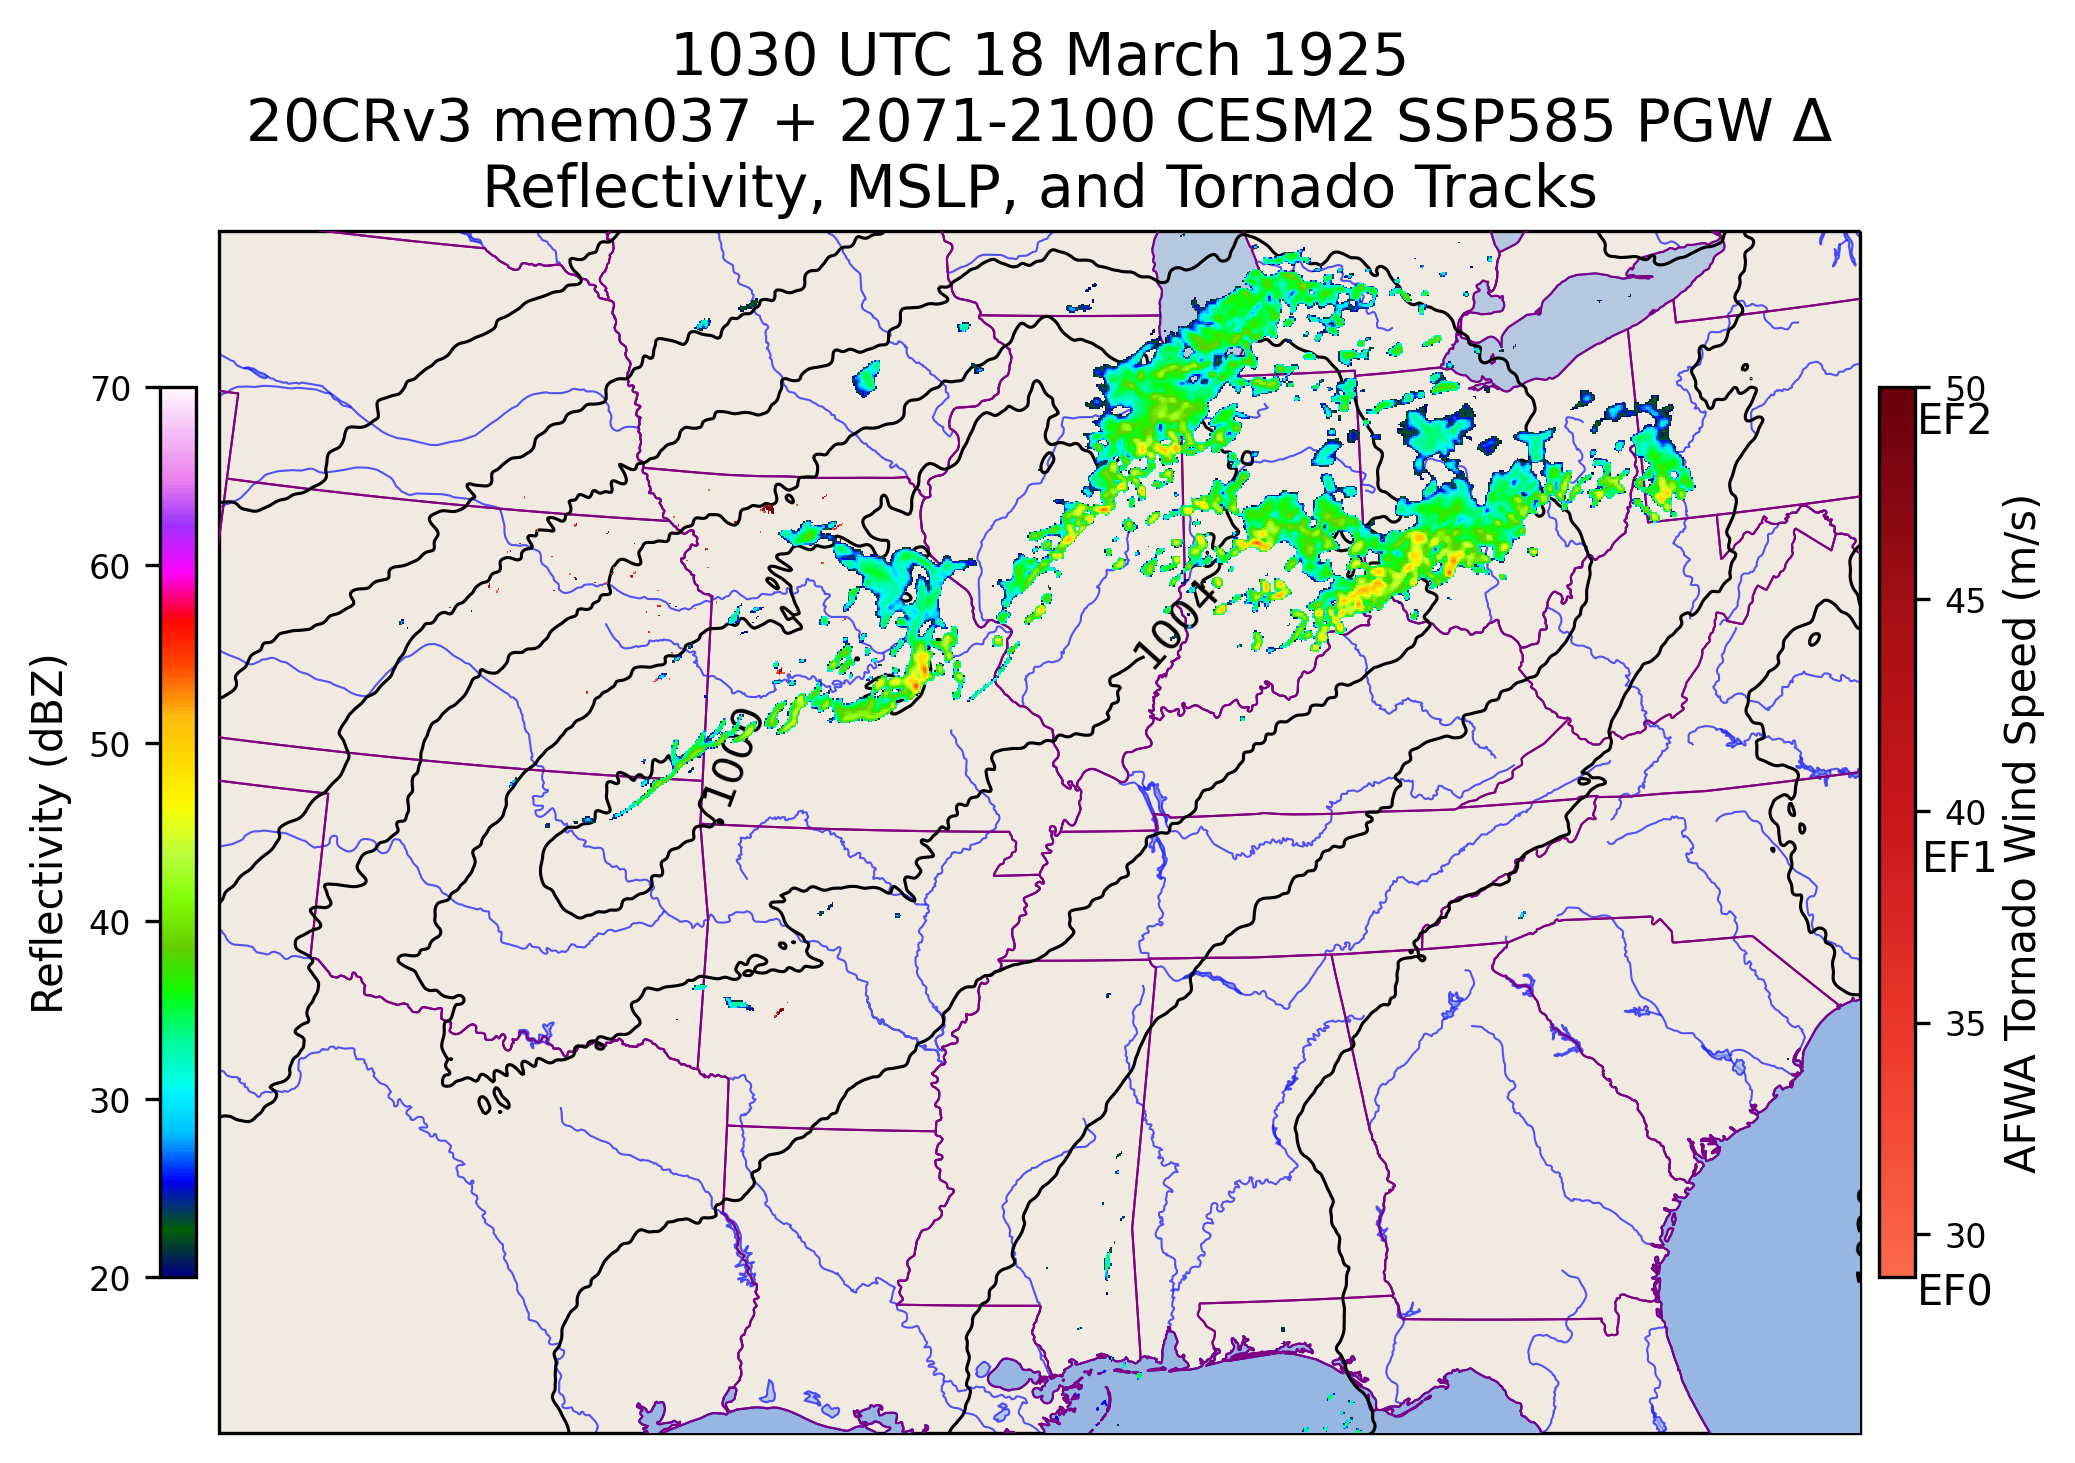 1030 UTC 18 March 1925
20CRv3 mem037 + 2071-2100 CESM2 SSP585 PGW Δ
Reflectivity, MSLP, and Tornado Tracks
Reflectivity (dBZ)
70
60
50
40
30
20
1004
1000
50
EF2
45
40
EF1
35
30
EF0
AFWA Tornado Wind Speed (m/s)